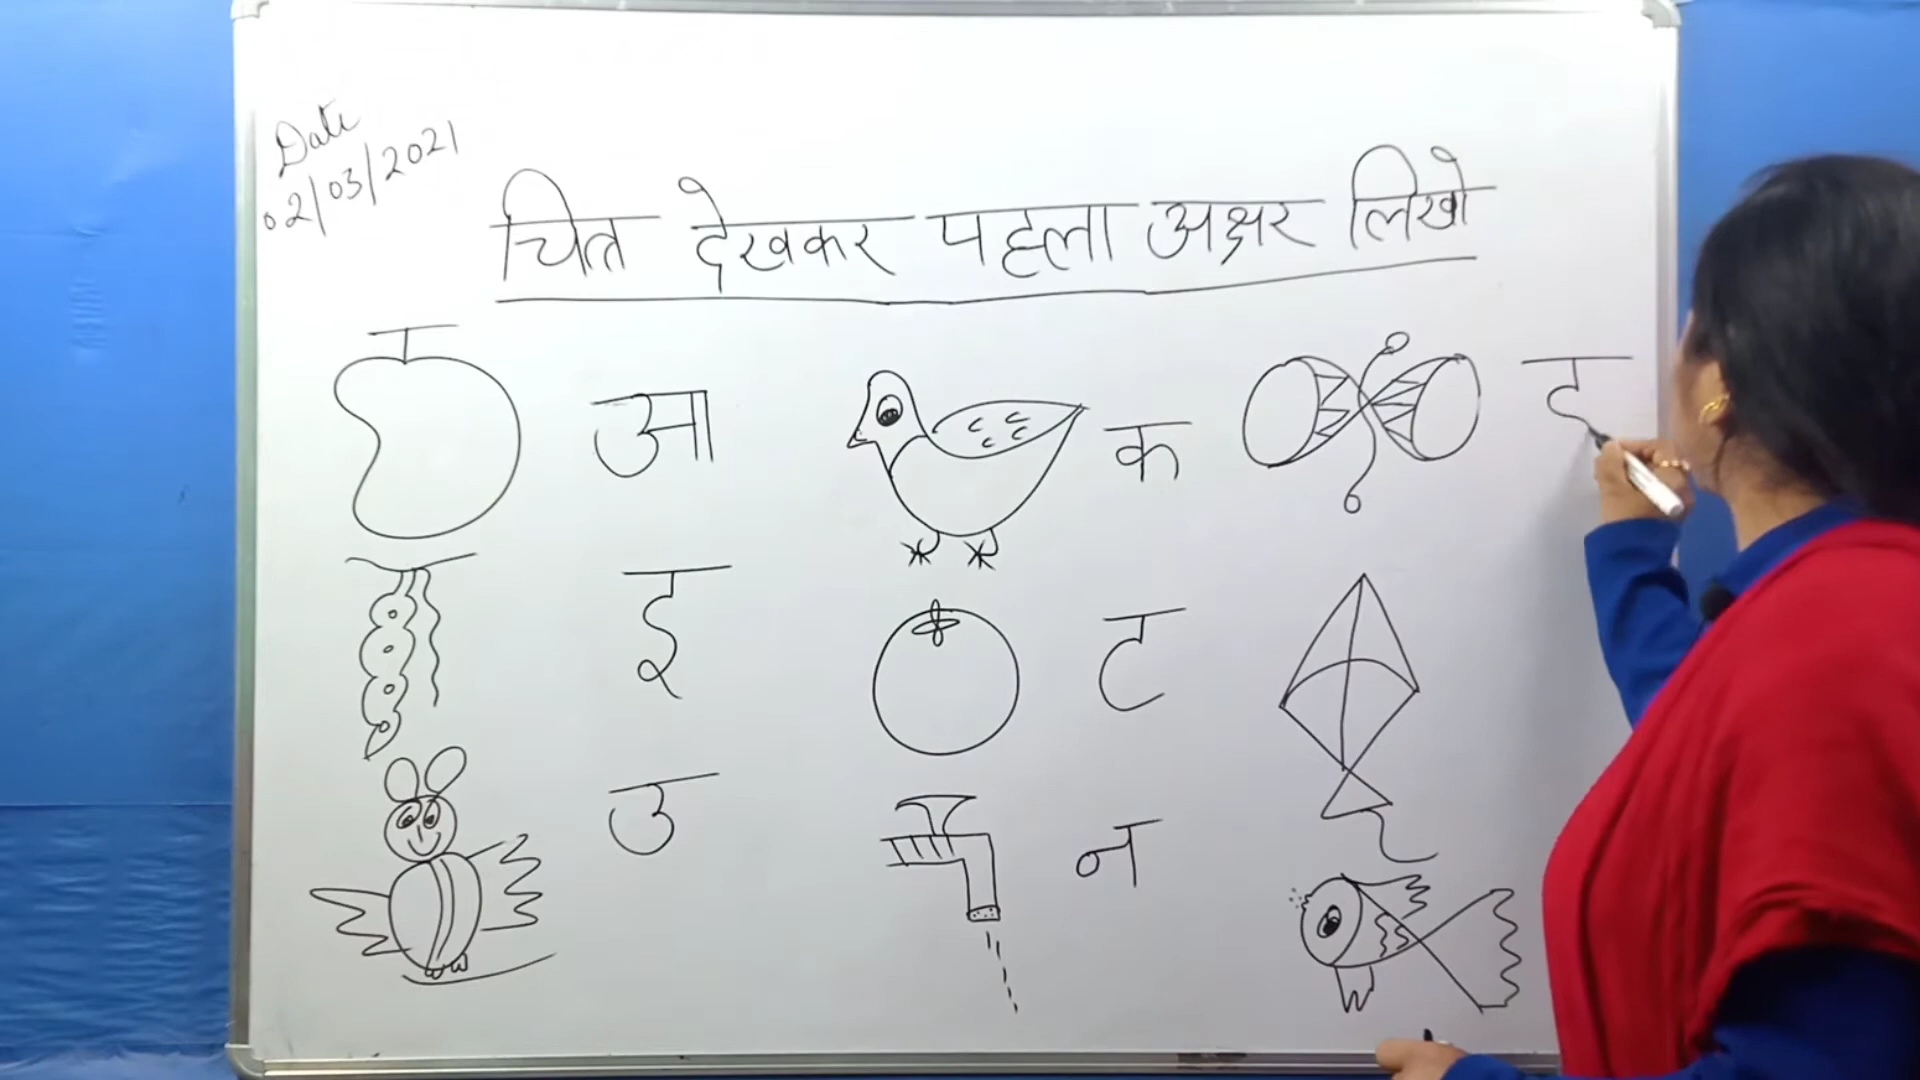 Date
02/03/2021
चित्र देखकर पहला अक्षर लिखो
आ
क
इ
ट
उ
न